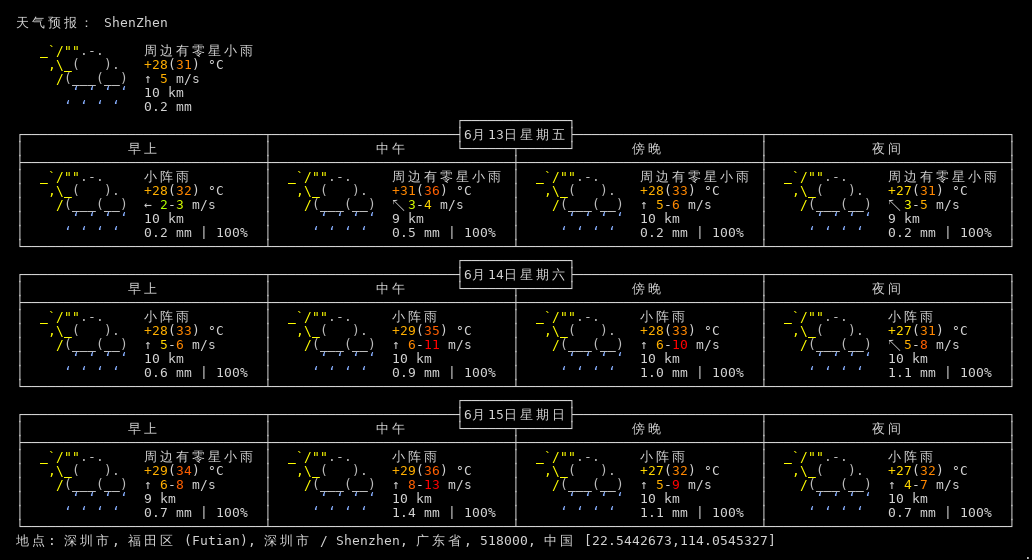 天气预报： ShenZhen
周边有零星小雨
+28(31) °C
↑ 5 m/s
10 km
0.2 mm
6月13日星期五
早上 中午 傍晚 夜间
小阵雨 周边有零星小雨 周边有零星小雨 周边有零星小雨
+28(32) °C +31(36) °C +28(33) °C +27(31) °C
← 2-3 m/s ↖ 3-4 m/s ↑ 5-6 m/s ↖ 3-5 m/s
10 km 9 km 10 km 9 km
0.2 mm | 100% 0.5 mm | 100% 0.2 mm | 100% 0.2 mm | 100%
6月14日星期六
早上 中午 傍晚 夜间
小阵雨 小阵雨 小阵雨 小阵雨
+28(33) °C +29(35) °C +28(33) °C +27(31) °C
↑ 5-6 m/s ↑ 6-11 m/s ↑ 6-10 m/s ↖ 5-8 m/s
10 km 10 km 10 km 10 km
0.6 mm | 100% 0.9 mm | 100% 1.0 mm | 100% 1.1 mm | 100%
6月15日星期日
早上 中午 傍晚 夜间
周边有零星小雨 小阵雨 小阵雨 小阵雨
+29(34) °C +29(36) °C +27(32) °C +27(32) °C
↑ 6-8 m/s ↑ 8-13 m/s ↑ 5-9 m/s ↑ 4-7 m/s
9 km 10 km 10 km 10 km
0.7 mm | 100% 1.4 mm | 100% 1.1 mm | 100% 0.7 mm | 100%
地点: 深圳市, 福田区 (Futian), 深圳市 / Shenzhen, 广东省, 518000, 中国 [22.5442673,114.0545327]